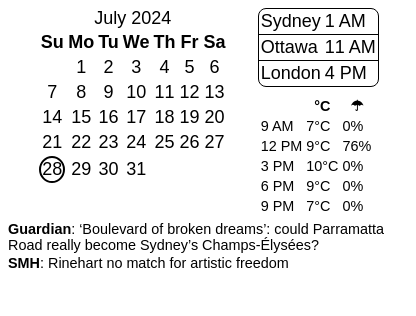 July 2024
Su Mo Tu We Th Fr Sa
1 2 3 4 5 6
7 8 9 10 11 12 13
14 15 16 17 18 19 20
21 22 23 24 25 26 27
28 29 30 31
Sydney 1 AM
Ottawa 11 AM
London 4 PM
°C ☂
9 AM 7°C 0%
12 PM 9°C 76%
3 PM 10°C 0%
6 PM 9°C 0%
9 PM 7°C 0%
Guardian: ‘Boulevard of broken dreams’: could Parramatta
Road really become Sydney’s Champs-Élysées?
SMH: Rinehart no match for artistic freedom